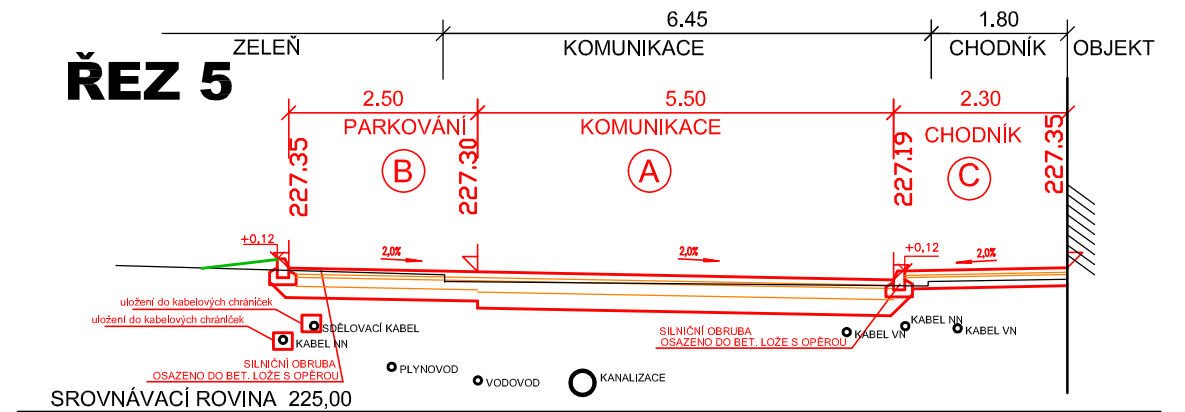 6.45
1.80
ZELEŇ
KOMUNIKACE
CHODNÍK
OBJEKT
ŘEZ 5
2.50
5.50
2.30
PARKOVÁNÍ
KOMUNIKACE
CHODNÍK
B
A
C
227.35
227.30
227.19
227.35
+0,12
2,0%
2,0%
+0,12
2,0%
uložení do kabelových chrániček
uložení do kabelových chrániček
SDĚLOVACÍ KABEL
KABEL NN
SILNIČNÍ OBRUBA
OSAZENO DO BET. LOŽE S OPĚROU
PLYNOVOD
VODOVOD
KANALIZACE
SILNIČNÍ OBRUBA
OSAZENO DO BET. LOŽE S OPĚROU
KABEL VN
KABEL NN
KABEL VN
SROVNÁVACÍ ROVINA 225,00